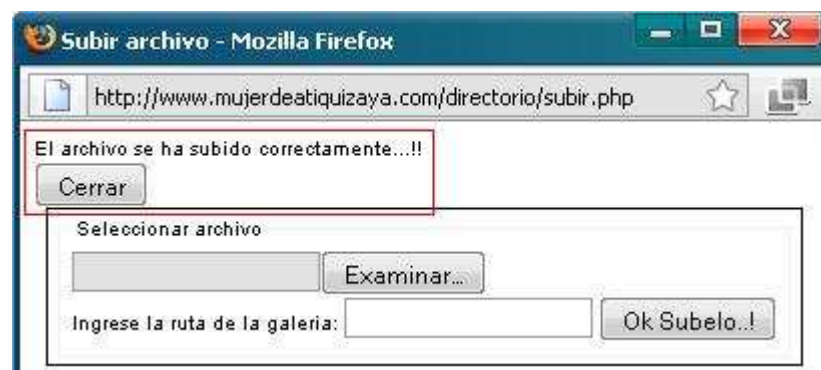 Subir archivo - Mozilla Firefox
http://www.mujerdeatiquizaya.com/directorio/subir.php
El archivo se ha subido correctamente...!!
Cerrar
Seleccionar archivo
Examinar...
Ingrese la ruta de la galeria:
Ok Subelo..!